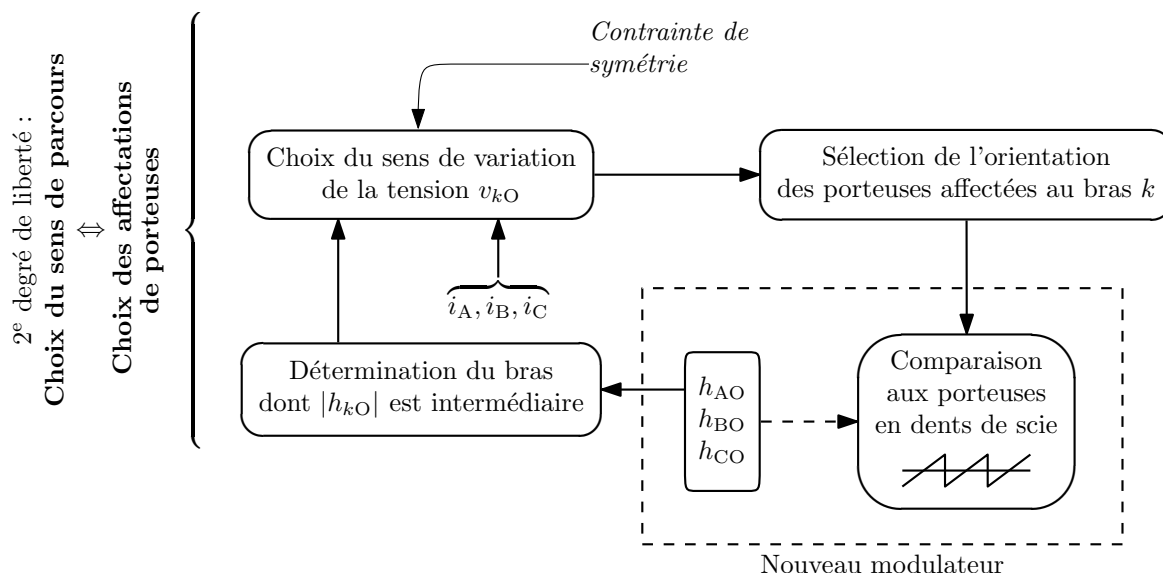 2e degré de liberté :
Choix du sens de parcours
⇕
Choix des affectations
de porteuses
Contrainte de
symétrie
Choix du sens de variation
de la tension vkO
Sélection de l'orientation
des porteuses affectées au bras k
iA, iB, iC
Détermination du bras
dont |hkO| est intermédiaire
hAO
hBO
hCO
Comparaison
aux porteuses
en dents de scie
Nouveau modulateur